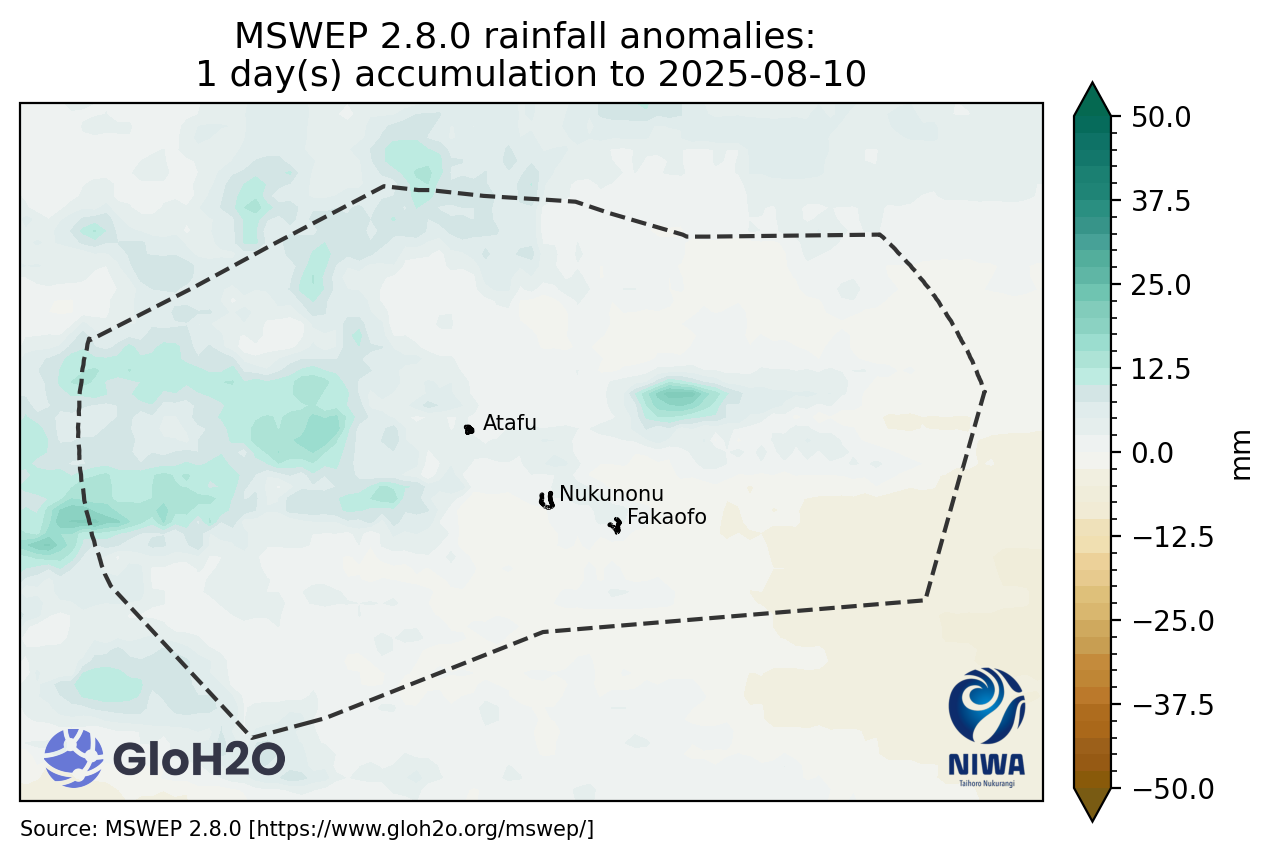 MSWEP 2.8.0 rainfall anomalies:
1 day(s) accumulation to 2025-08-10
50.0
37.5
25.0
12.5
0.0
−12.5
−25.0
−37.5
−50.0
mm
Atafu
Nukunonu
Fakaofo
GloH2O
NIWA
Taihoro Nukurangi
Source: MSWEP 2.8.0 [https://www.gloh2o.org/mswep/]